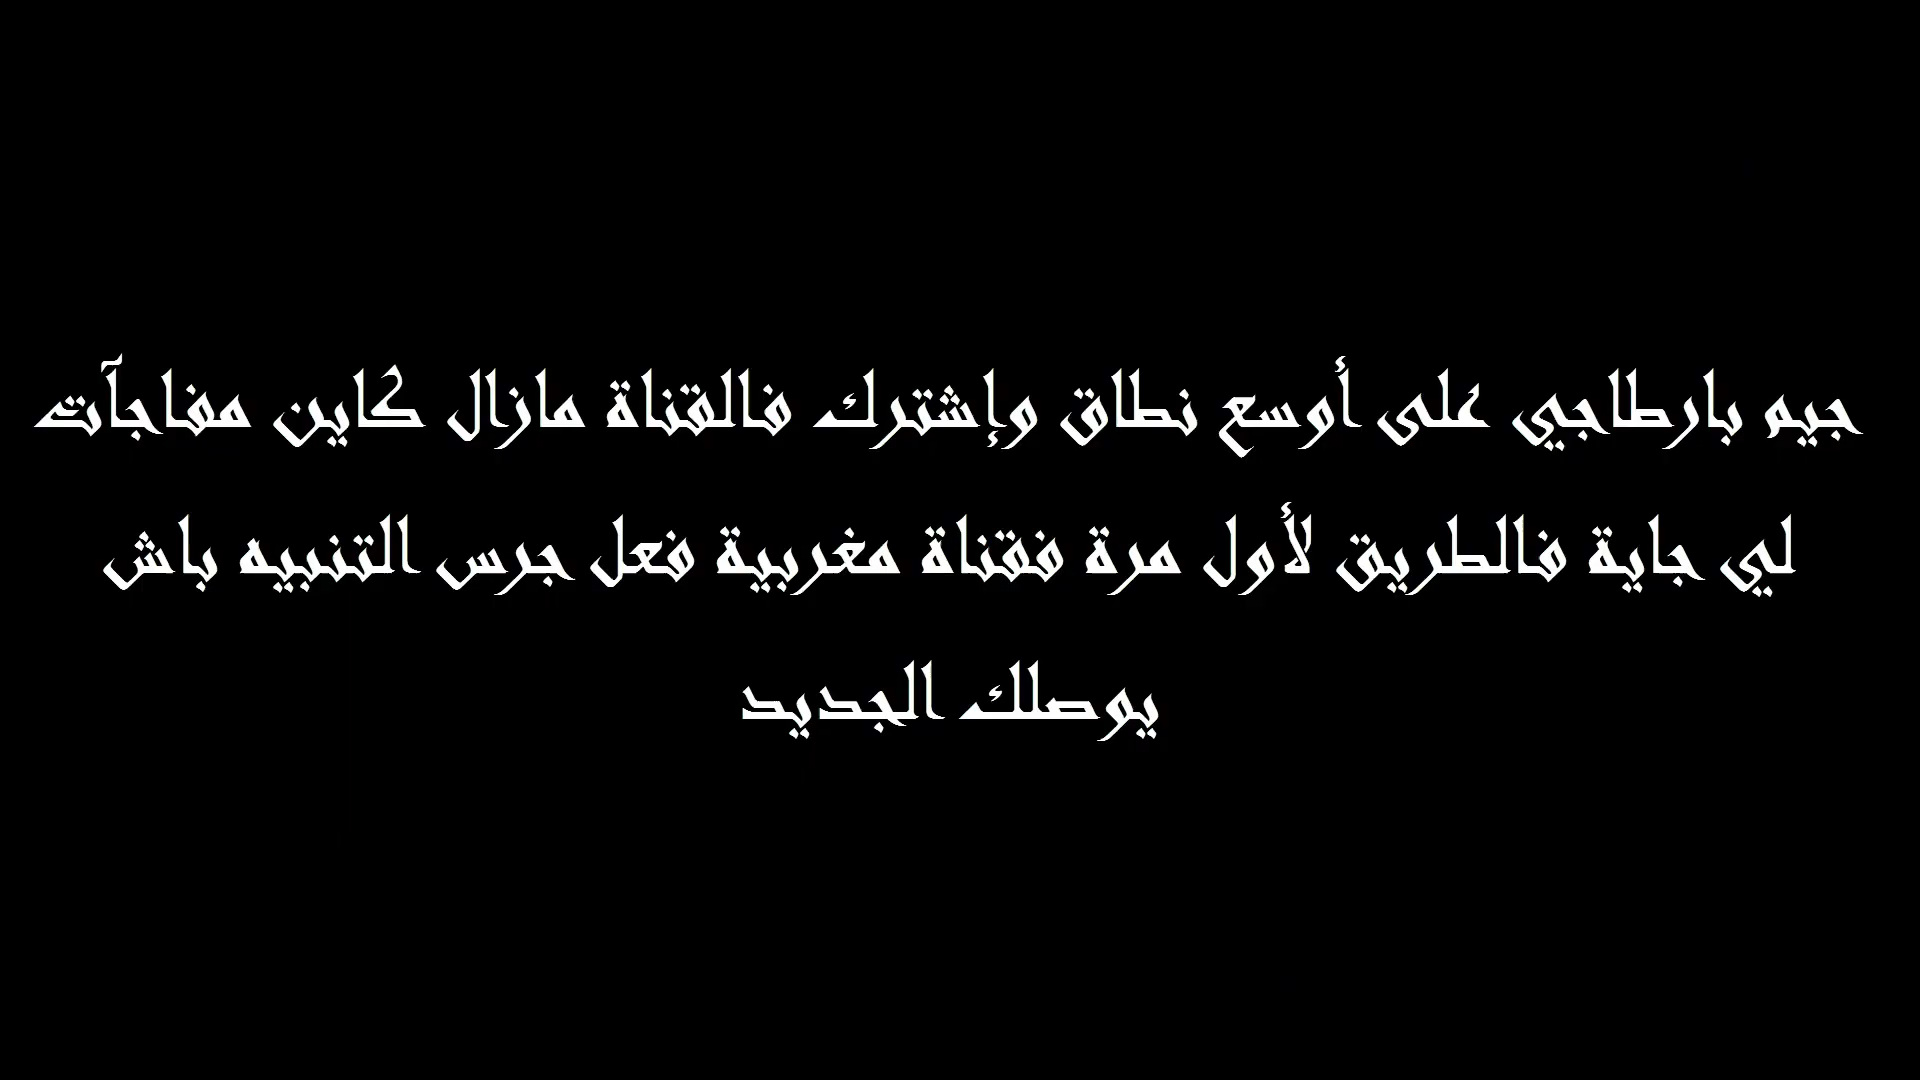 جيم بارطاجي على أوسع نطاق وإشترك فالقناة مازال كاين مفاجآت
لي جاية فالطريق لأول مرة فقناة مغربية فعل جرس التنبيه باش
يوصلك الجديد